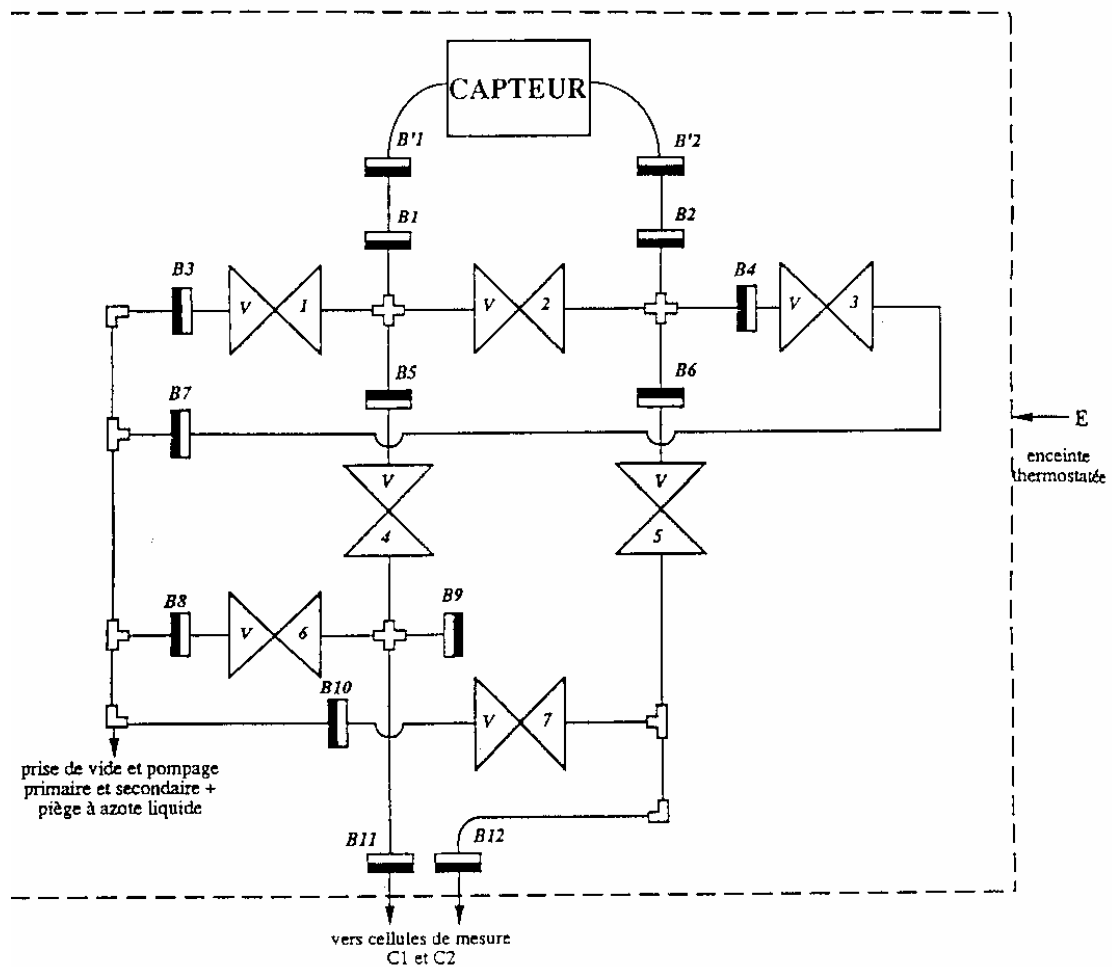 CAPTEUR
B'1
B'2
B1
B2
B3
V 1
V 2
B4
V 3
B5
B6
B7
E
enceinte
thermostatée
V
4
V
5
B8
V 6
B9
B10
V 7
prise de vide et pompage
primaire et secondaire +
piège à azote liquide
B11
B12
vers cellules de mesure
C1 et C2